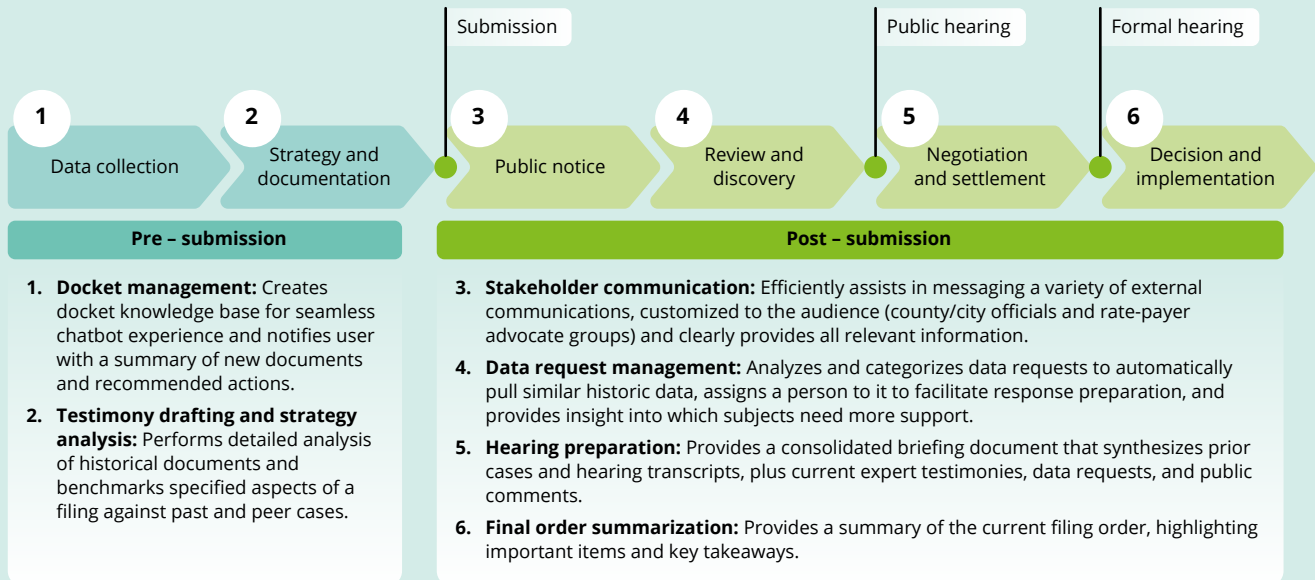 Submission
Public hearing
Formal hearing
1
2
3
4
5
6
Data collection
Strategy and
documentation
Public notice
Review and
discovery
Negotiation
and settlement
Decision and
implementation
Pre – submission
Post – submission
1. Docket management: Creates
docket knowledge base for seamless
chatbot experience and notifies user
with a summary of new documents
and recommended actions.
2. Testimony drafting and strategy
analysis: Performs detailed analysis
of historical documents and
benchmarks specified aspects of a
filing against past and peer cases.
3. Stakeholder communication: Efficiently assists in messaging a variety of external
communications, customized to the audience (county/city officials and rate-payer
advocate groups) and clearly provides all relevant information.
4. Data request management: Analyzes and categorizes data requests to automatically
pull similar historic data, assigns a person to it to facilitate response preparation, and
provides insight into which subjects need more support.
5. Hearing preparation: Provides a consolidated briefing document that synthesizes prior
cases and hearing transcripts, plus current expert testimonies, data requests, and public
comments.
6. Final order summarization: Provides a summary of the current filing order, highlighting
important items and key takeaways.